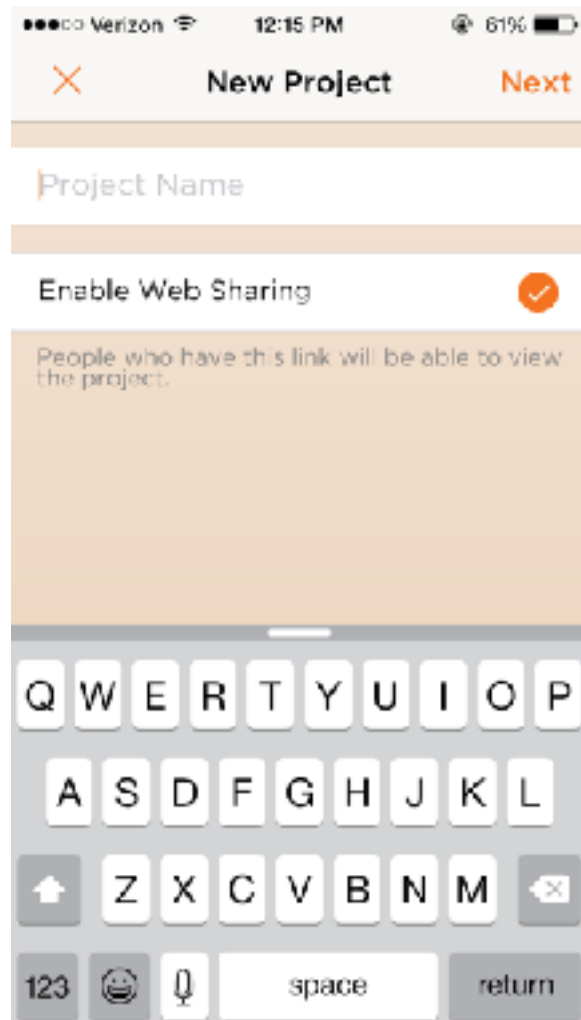 Verizon 12:15 PM 61%
New Project Next
Project Name
Enable Web Sharing
People who have this link will be able to view
the project.
Q W E R T Y U I O P
A S D F G H J K L
Z X C V B N M
123 space return